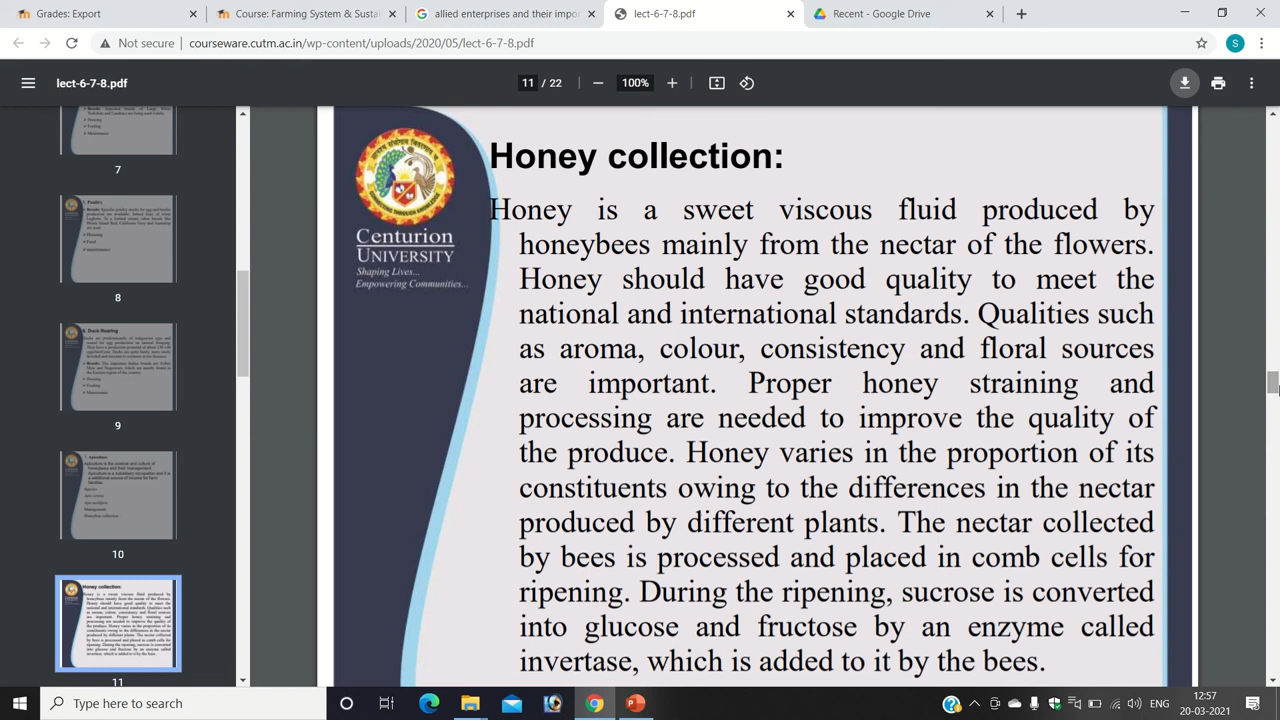 Grades: Export
Course: Farming System & Susta
allied enterprises and their impor
lect-6-7-8.pdf
Recent - Google Drive
Not secure
courseware.cutm.ac.in/wp-content/uploads/2020/05/lect-6-7-8.pdf
S
lect-6-7-8.pdf
11 / 22
100%
7
8
9
10
11
Centurion
UNIVERSITY
Shaping Lives...
Empowering Communities...
Honey collection:
Honey is a sweet viscous fluid produced by
honeybees mainly from the nectar of the flowers.
Honey should have good quality to meet the
national and international standards. Qualities such
as aroma, colour, consistency and floral sources
are important. Proper honey straining and
processing are needed to improve the quality of
the produce. Honey varies in the proportion of its
constituents owing to the differences in the nectar
produced by different plants. The nectar collected
by bees is processed and placed in comb cells for
ripening. During the ripening, sucrose is converted
into glucose and fructose by an enzyme called
invertase, which is added to it by the bees.
Type here to search
ENG
12:57
20-03-2021